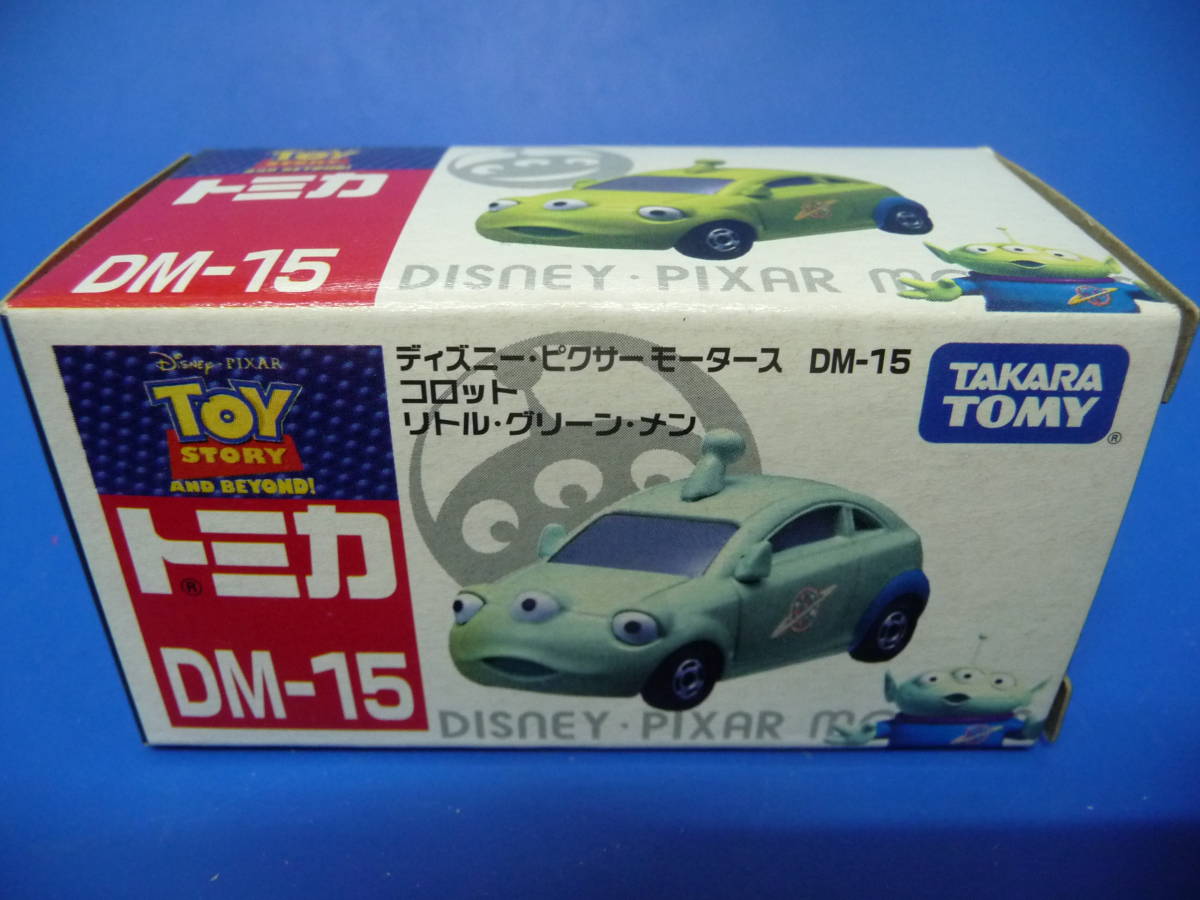 TOY
STORY
AND BEYOND!
トミカ
DM-15
DISNEY・PIXAR MO
Disney・PIXAR
TOY
STORY
AND BEYOND!
トミカ®
DM-15
ディズニー・ピクサー モータース DM-15
コロット
リトル・グリーン・メン
TAKARA
TOMY®
DISNEY・PIXAR MO